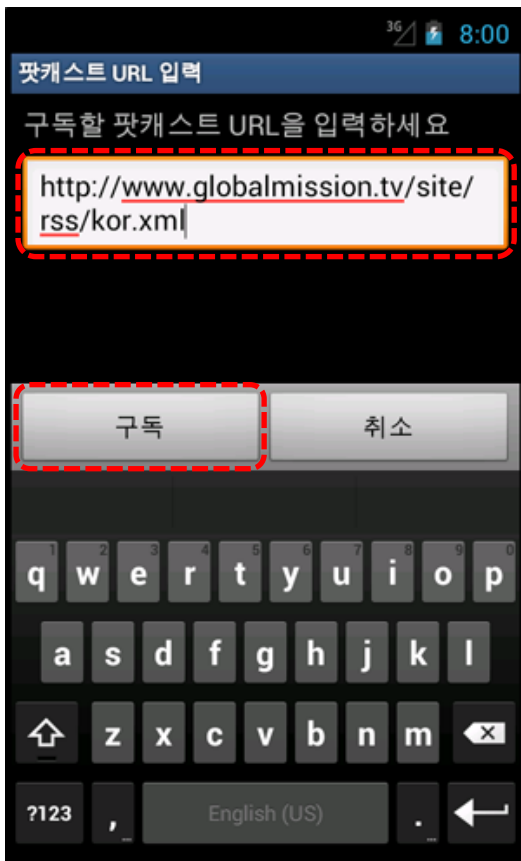 3G 8:00
팟캐스트 URL 입력
구독할 팟캐스트 URL을 입력하세요
http://www.globalmission.tv/site/
rss/kor.xml
구독 취소
1 2 3 4 5 6 7 8 9 0
q w e r t y u i o p
a s d f g h j k l
z x c v b n m
?123 , English (US) . ...